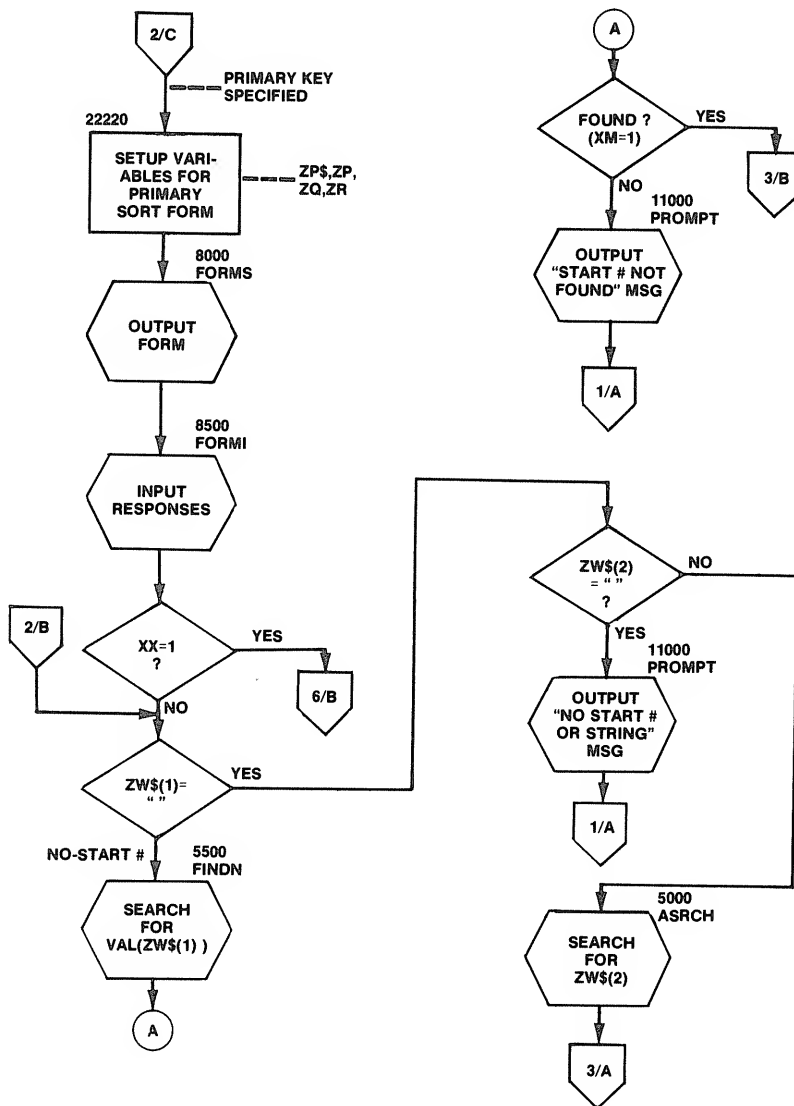 2/C
PRIMARY KEY
SPECIFIED
22220
SETUP VARI-
ABLES FOR
PRIMARY
SORT FORM
ZP$,ZP,
ZQ,ZR
8000
FORMS
OUTPUT
FORM
8500
FORMI
INPUT
RESPONSES
2/B
XX=1
?
YES
6/B
NO
ZW$(1)=
“ ”
YES
NO-START #
5500
FINDN
SEARCH
FOR
VAL(ZW$(1) )
A
A
FOUND ?
(XM=1)
YES
3/B
NO
11000
PROMPT
OUTPUT
“START # NOT
FOUND” MSG
1/A
ZW$(2)
= “ ”
?
NO
YES
11000
PROMPT
OUTPUT
“NO START #
OR STRING”
MSG
1/A
5000
ASRCH
SEARCH
FOR
ZW$(2)
3/A